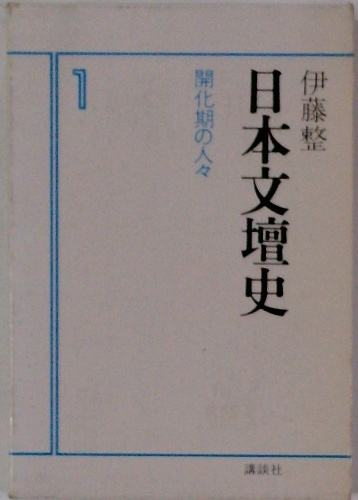 伊藤整
日本文壇史
開化期の人々
1
講談社